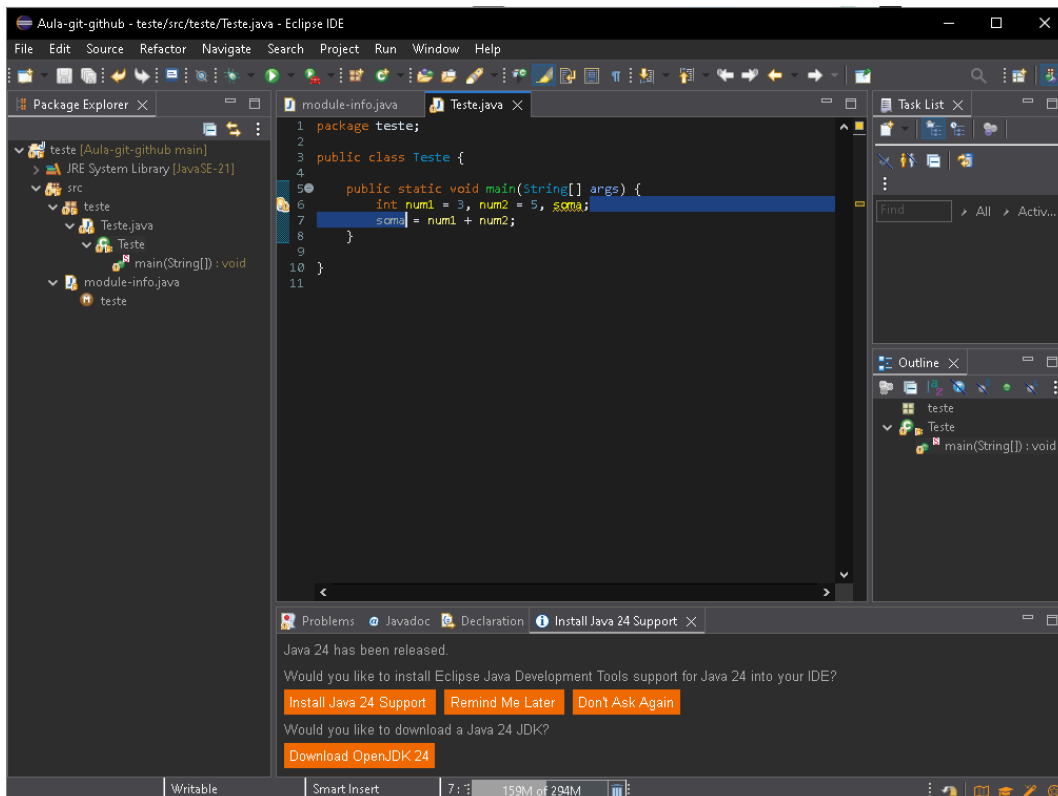 Aula-git-github - teste/src/teste/Teste.java - Eclipse IDE
File Edit Source Refactor Navigate Search Project Run Window Help
Package Explorer
teste [Aula-git-github main]
JRE System Library [JavaSE-21]
src
teste
Teste.java
Teste
main(String[]) : void
module-info.java
teste
module-info.java
Teste.java
1 package teste;
2
3 public class Teste {
4
5 public static void main(String[] args) {
6 int num1 = 3, num2 = 5, soma;
7 soma = num1 + num2;
8 }
9
10 }
11
Task List
Find All Activ...
Outline
teste
Teste
main(String[]) : void
Problems Javadoc Declaration Install Java 24 Support
Java 24 has been released.
Would you like to install Eclipse Java Development Tools support for Java 24 into your IDE?
Install Java 24 Support Remind Me Later Don't Ask Again
Would you like to download a Java 24 JDK?
Download OpenJDK 24
Writable Smart Insert 7 : 159M of 294M